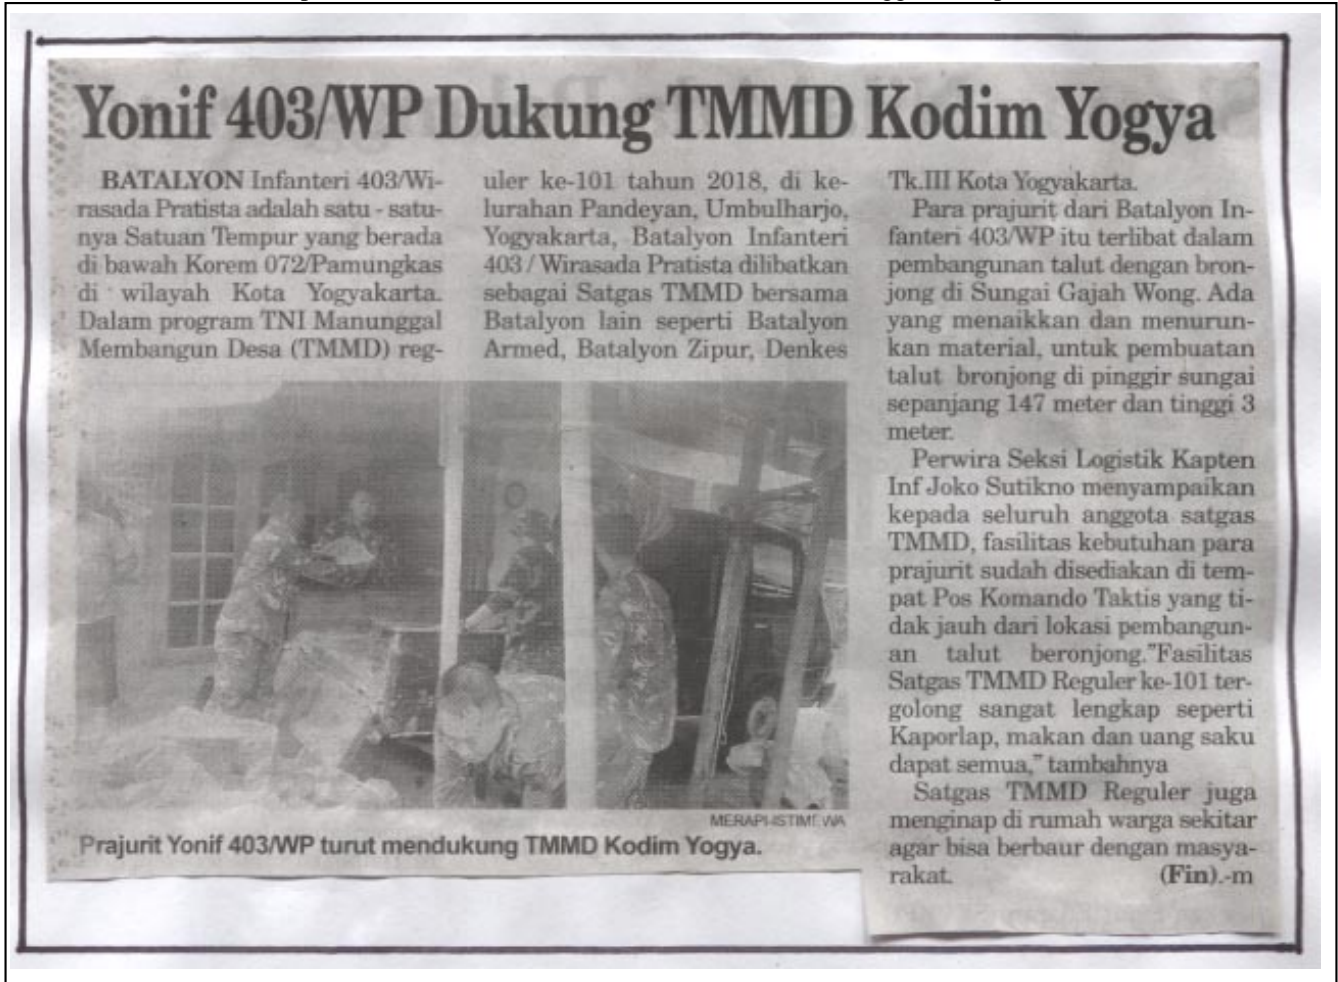 Yonif 403/WP Dukung TMMD Kodim Yogya
BATALYON Infanteri 403/Wi-
rasada Pratista adalah satu - satu-
nya Satuan Tempur yang berada
di bawah Korem 072/Pamungkas
di wilayah Kota Yogyakarta.
Dalam program TNI Manunggal
Membangun Desa (TMMD) reg-
uler ke-101 tahun 2018, di ke-
lurahan Pandeyan, Umbulharjo,
Yogyakarta, Batalyon Infanteri
403 / Wirasada Pratista dilibatkan
sebagai Satgas TMMD bersama
Batalyon lain seperti Batalyon
Armed, Batalyon Zipur, Denkes
Tk.III Kota Yogyakarta.
Para prajurit dari Batalyon In-
fanteri 403/WP itu terlibat dalam
pembangunan talut dengan bron-
jong di Sungai Gajah Wong. Ada
yang menaikkan dan menurun-
kan material, untuk pembuatan
talut bronjong di pinggir sungai
sepanjang 147 meter dan tinggi 3
meter.
Perwira Seksi Logistik Kapten
Inf Joko Sutikno menyampaikan
kepada seluruh anggota satgas
TMMD, fasilitas kebutuhan para
prajurit sudah disediakan di tem-
pat Pos Komando Taktis yang ti-
dak jauh dari lokasi pembangun-
an talut beronjong."Fasilitas
Satgas TMMD Reguler ke-101 ter-
golong sangat lengkap seperti
Kaporlap, makan dan uang saku
dapat semua," tambahnya
Satgas TMMD Reguler juga
menginap di rumah warga sekitar
agar bisa berbaur dengan masya-
rakat. (Fin).-m
MERAPI-ISTIMEWA
Prajurit Yonif 403/WP turut mendukung TMMD Kodim Yogya.